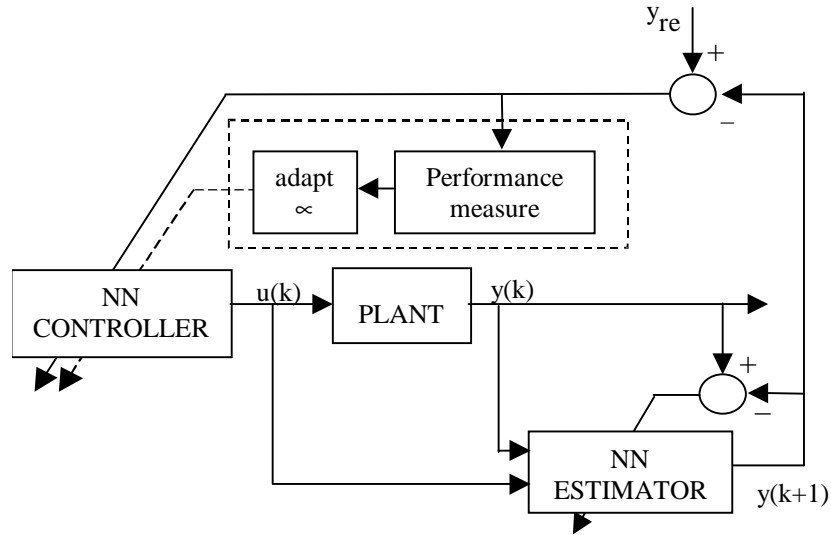 y_re
+
−
adapt
∝
Performance
measure
NN
CONTROLLER
u(k)
PLANT
y(k)
+
−
NN
ESTIMATOR
y(k+1)